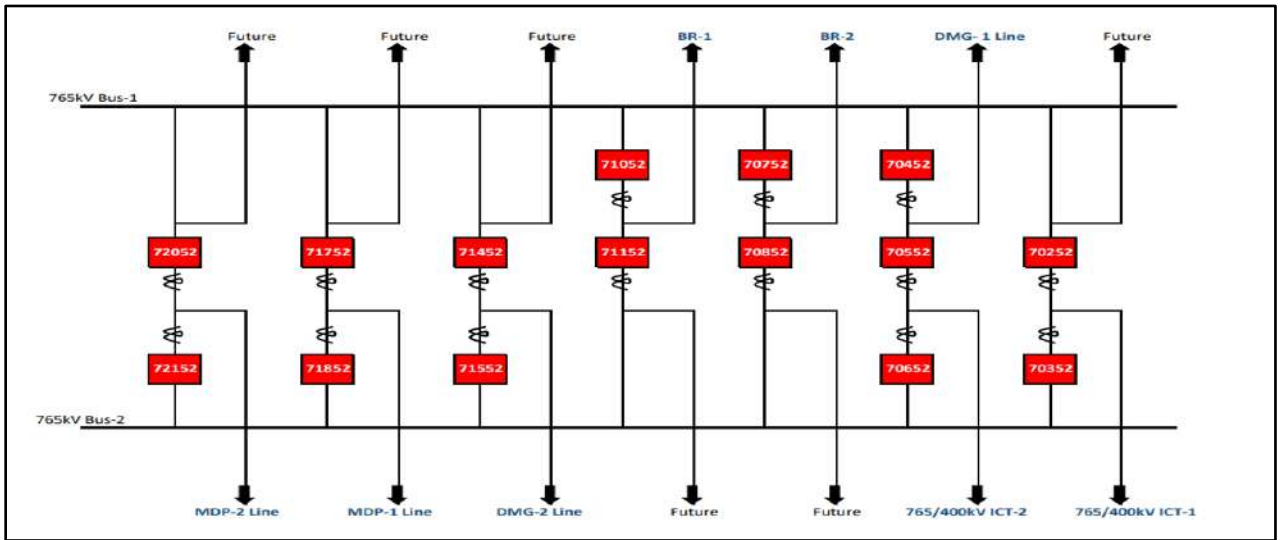 Future Future Future BR-1 BR-2 DMG- 1 Line Future
765kV Bus-1
71052 70752 70452
72052 71752 71452 71152 70852 70552 70252
72152 71852 71552 70652 70352
765kV Bus-2
MDP-2 Line MDP-1 Line DMG-2 Line Future Future 765/400kV ICT-2 765/400kV ICT-1